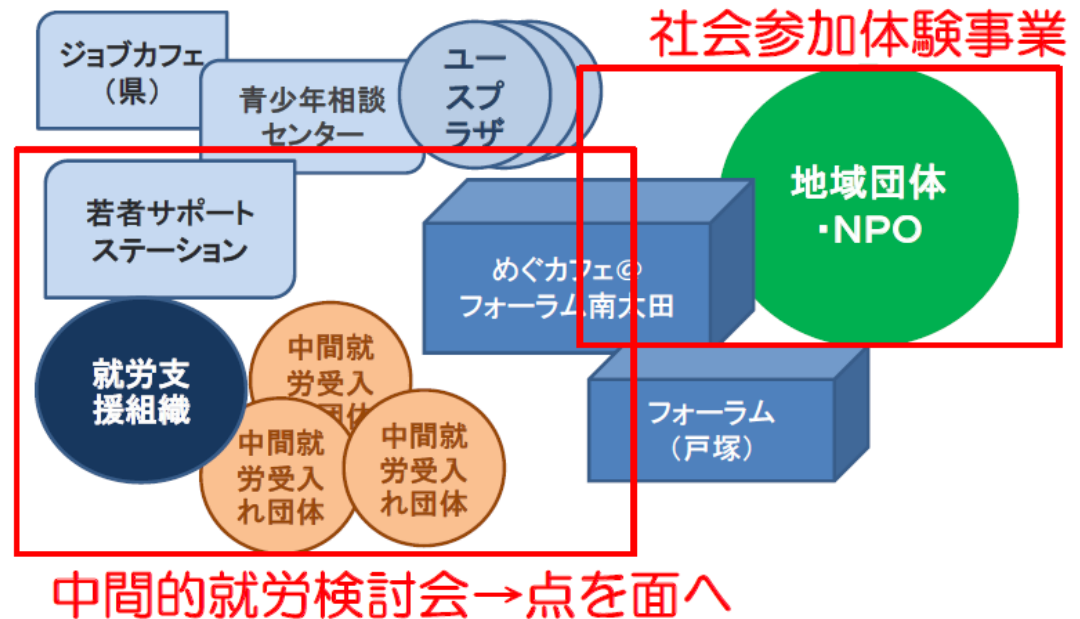 社会参加体験事業
ジョブカフェ
（県）
青少年相談
センター
ユー
スプ
ラザ
地域団体
・NPO
若者サポート
ステーション
めぐカフェ＠
フォーラム南太田
就労支
援組織
中間就
労受入
団体
中間就
労受入
れ団体
中間就
労受入
れ団体
フォーラム
（戸塚）
中間的就労検討会→点を面へ